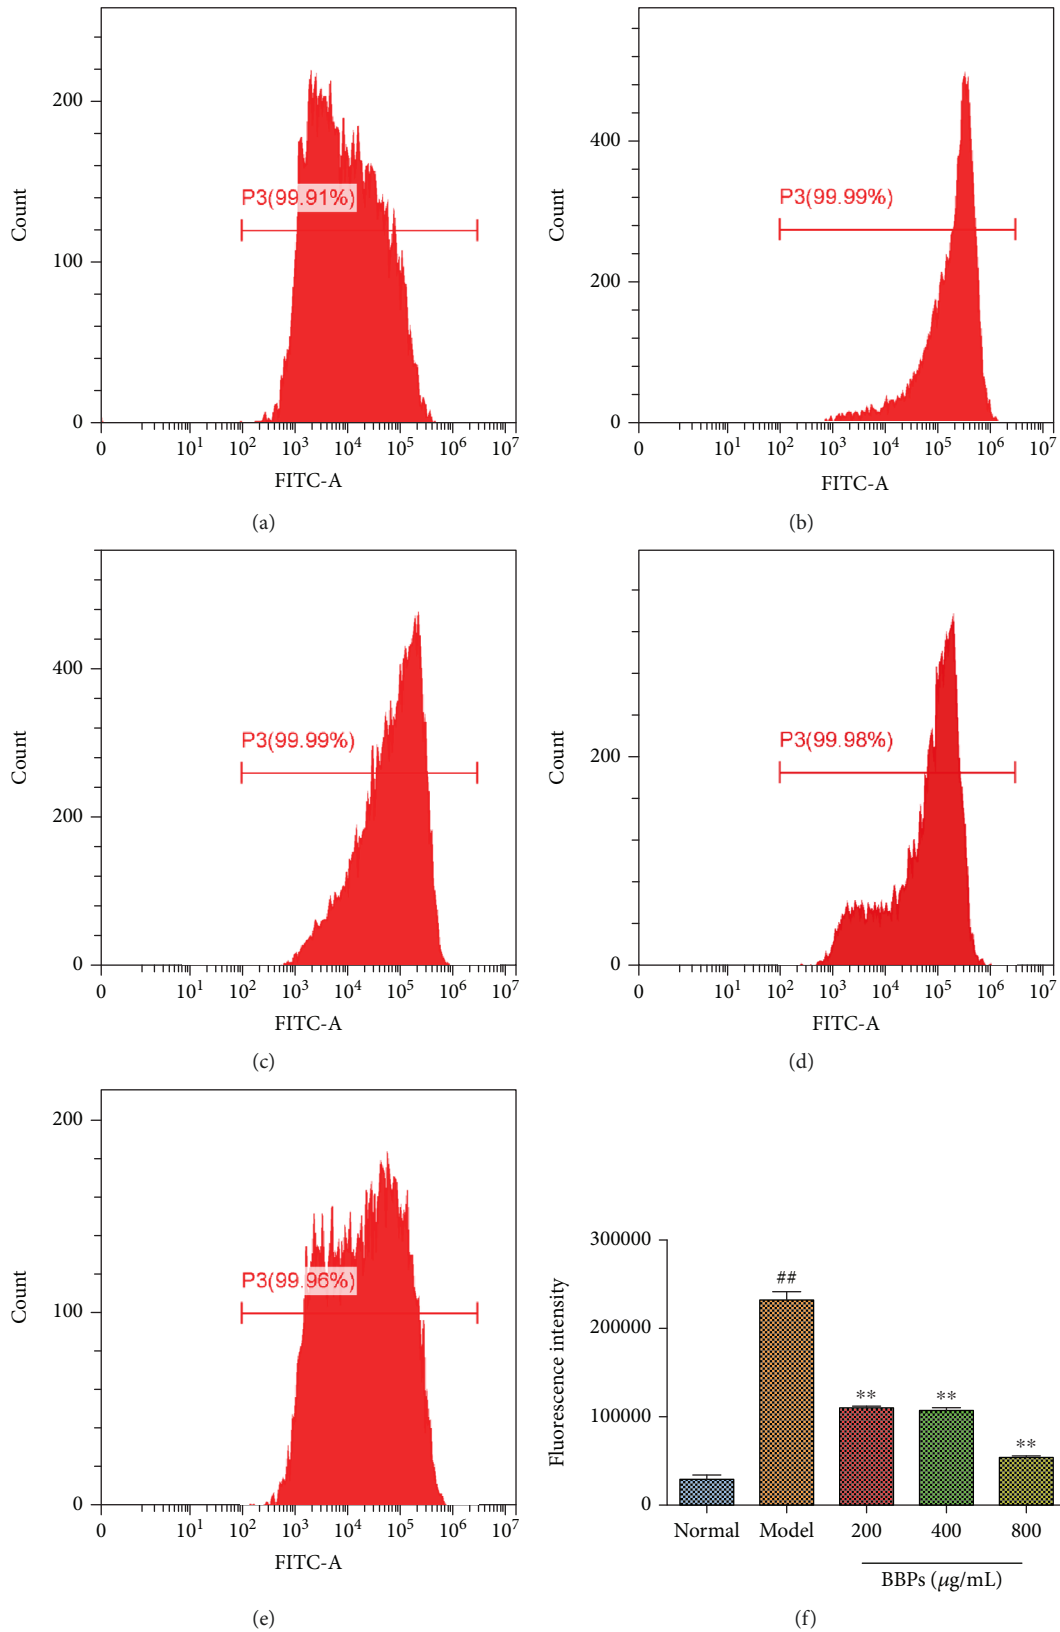 Count
200
100
0
P3(99.91%)
0 10¹ 10² 10³ 10⁴ 10⁵ 10⁶ 10⁷
FITC-A
(a)
Count
400
200
0
P3(99.99%)
0 10¹ 10² 10³ 10⁴ 10⁵ 10⁶ 10⁷
FITC-A
(b)
Count
400
200
0
P3(99.99%)
0 10¹ 10² 10³ 10⁴ 10⁵ 10⁶ 10⁷
FITC-A
(c)
Count
200
0
P3(99.98%)
0 10¹ 10² 10³ 10⁴ 10⁵ 10⁶ 10⁷
FITC-A
(d)
Count
200
100
0
P3(99.96%)
0 10¹ 10² 10³ 10⁴ 10⁵ 10⁶ 10⁷
FITC-A
(e)
Fluorescence intensity
300000
200000
100000
0
##
**
**
**
Normal Model 200 400 800
BBPs (μg/mL)
(f)